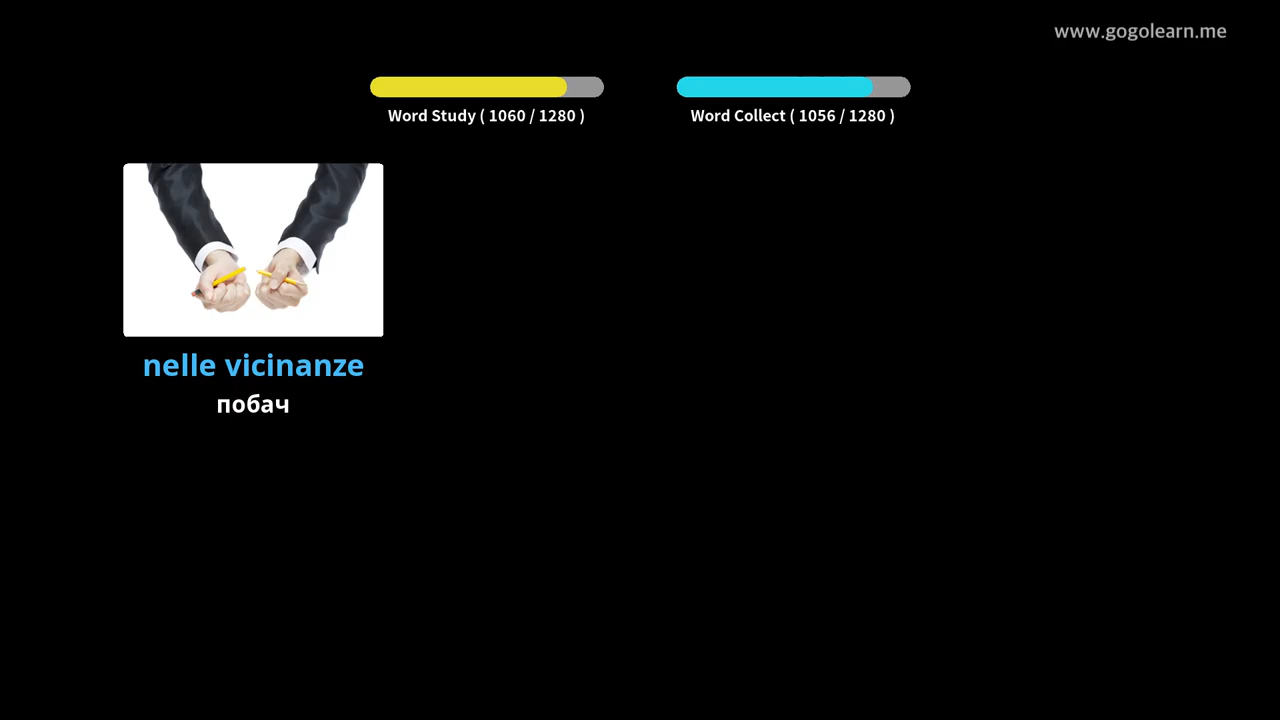 www.gogolearn.me
Word Study ( 1060 / 1280 )
Word Collect ( 1056 / 1280 )
nelle vicinanze
побач